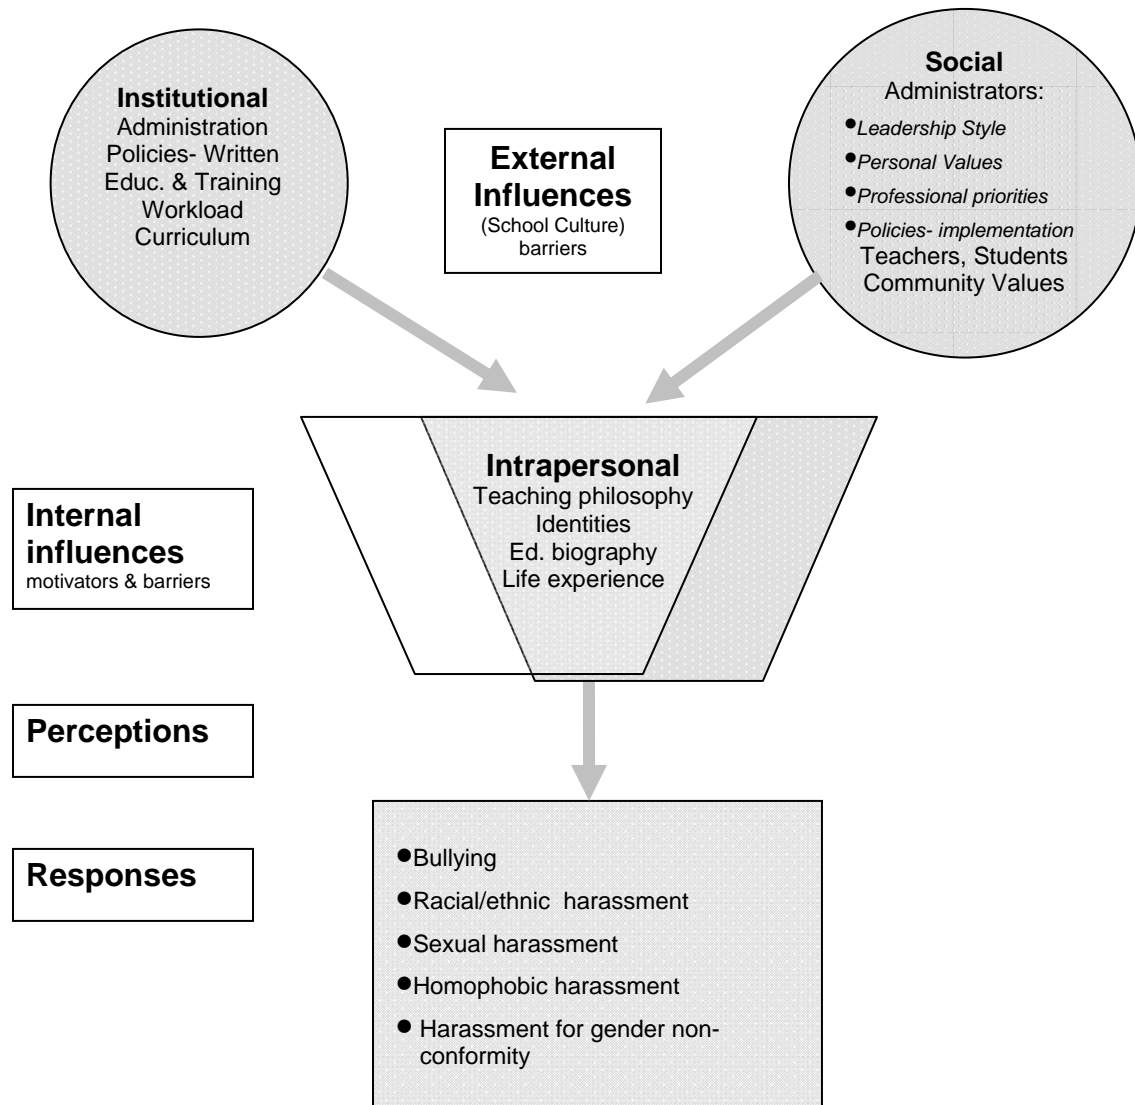 Institutional
Administration
Policies- Written
Educ. & Training
Workload
Curriculum
External
Influences
(School Culture)
barriers
Social
Administrators:
●Leadership Style
●Personal Values
●Professional priorities
●Policies- implementation
Teachers, Students
Community Values
Intrapersonal
Teaching philosophy
Identities
Ed. biography
Life experience
Internal
influences
motivators & barriers
Perceptions
Responses
●Bullying
●Racial/ethnic  harassment
●Sexual harassment
●Homophobic harassment
● Harassment for gender non-
conformity